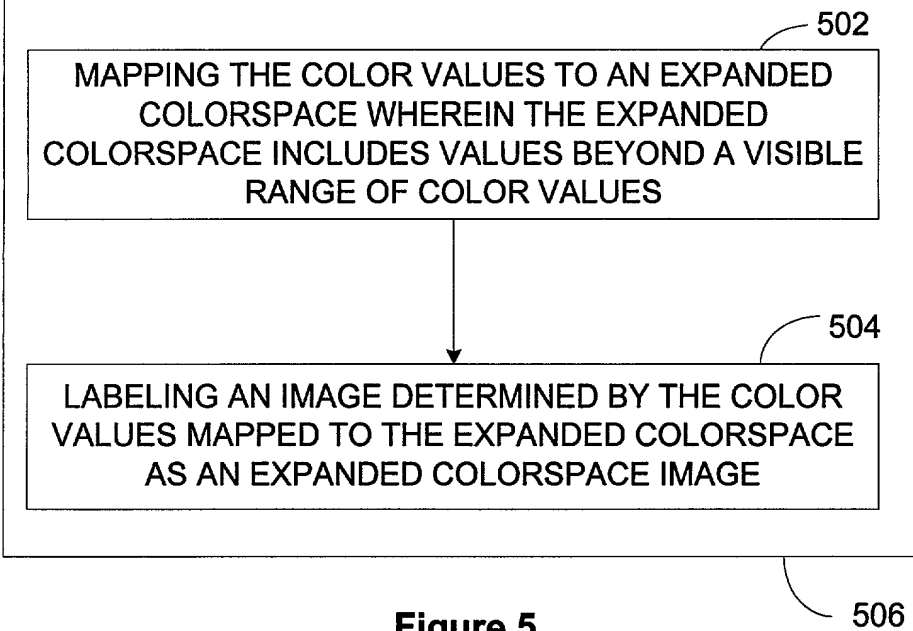 502
MAPPING THE COLOR VALUES TO AN EXPANDED
COLORSPACE WHEREIN THE EXPANDED
COLORSPACE INCLUDES VALUES BEYOND A VISIBLE
RANGE OF COLOR VALUES
504
LABELING AN IMAGE DETERMINED BY THE COLOR
VALUES MAPPED TO THE EXPANDED COLORSPACE
AS AN EXPANDED COLORSPACE IMAGE
506
Figure 5